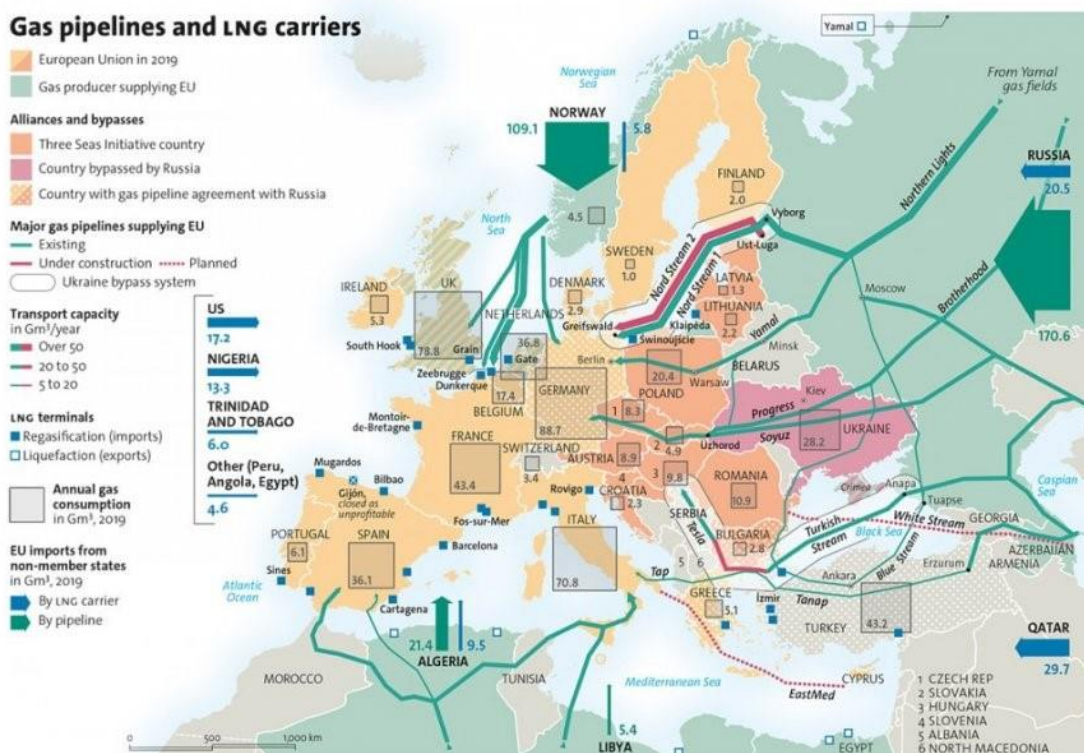 Gas pipelines and LNG carriers
European Union in 2019
Gas producer supplying EU
Alliances and bypasses
Three Seas Initiative country
Country bypassed by Russia
Country with gas pipeline agreement with Russia
Major gas pipelines supplying EU
Existing
Under construction
Planned
Ukraine bypass system
Transport capacity
in Gm³/year
Over 50
20 to 50
5 to 20
LNG terminals
Regasification (imports)
Liquefaction (exports)
Annual gas
consumption
in Gm³, 2019
EU imports from
non-member states
in Gm³, 2019
By LNG carrier
By pipeline
US
17.2
NIGERIA
13.3
TRINIDAD
AND TOBAGO
6.0
Other (Peru,
Angola, Egypt)
4.6
Yamal
Norwegian
Sea
From Yamal
gas fields
NORWAY
109.1
5.8
RUSSIA
20.5
170.6
FINLAND
2.0
Northern Lights
4.5
Vyborg
Ust-Luga
North
Sea
SWEDEN
1.0
Nord Stream 2
Nord Stream 1
LATVIA
1.3
LITHUANIA
2.2
Moscow
Brotherhood
IRELAND
5.3
UK
78.8
DENMARK
2.9
NETHERLANDS
36.8
Greifswald
Klaipéda
Świnoujście
Yamal
Minsk
BELARUS
South Hook
Grain
Gate
Zeebrugge
Dunkerque
17.4
BELGIUM
Berlin
GERMANY
88.7
20.4
POLAND
Warsaw
Kiev
UKRAINE
28.2
Progress
Soyuz
Uzhorod
Montoir-
de-Bretagne
FRANCE
43.4
SWITZERLAND
3.4
1
8.3
2
4.9
AUSTRIA
8.9
3
9.8
4
CROATIA
2.3
ROMANIA
10.9
Crimea
Anapa
Tuapse
Caspian
Sea
Mugardos
Gijón,
closed as
unprofitable
Bilbao
Fos-sur-Mer
Rovigo
ITALY
70.8
SERBIA
Tesla
BULGARIA
2.8
Turkish
Stream
Black Sea
White Stream
Blue Stream
GEORGIA
AZERBAIJAN
ARMENIA
PORTUGAL
6.1
SPAIN
36.1
Barcelona
Sines
Cartagena
Atlantic
Ocean
5
6
Tap
GREECE
5.1
Izmir
Ankara
Tanap
Erzurum
TURKEY
43.2
21.4
9.5
ALGERIA
MOROCCO
TUNISIA
Mediterranean Sea
EastMed
CYPRUS
QATAR
29.7
5.4
LIBYA
EGYPT
1 CZECH REP
2 SLOVAKIA
3 HUNGARY
4 SLOVENIA
5 ALBANIA
6 NORTH MACEDONIA
0
500
1,000 km